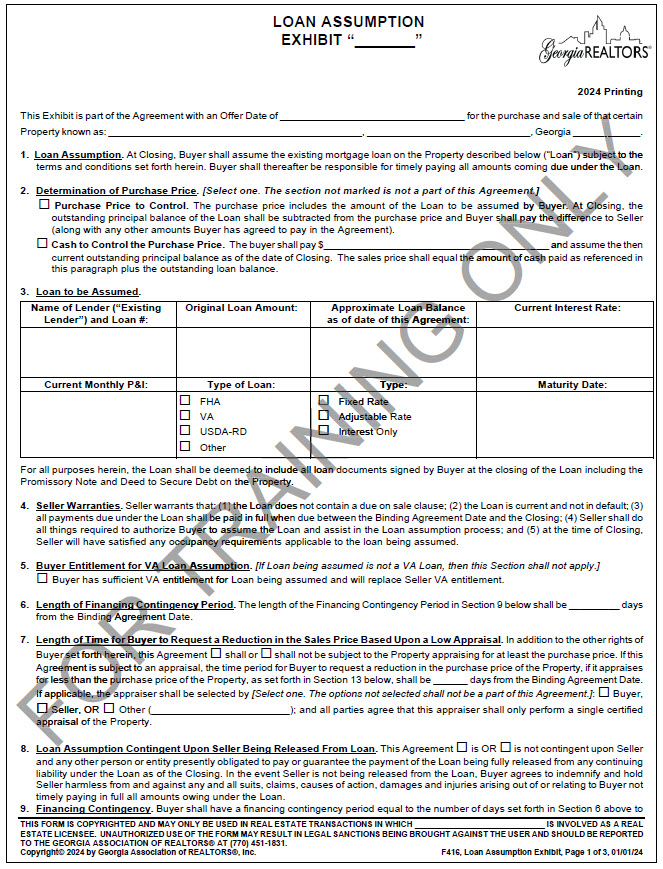 LOAN ASSUMPTION
EXHIBIT “_______”
Georgia REALTORS®
2024 Printing
This Exhibit is part of the Agreement with an Offer Date of ______________________________ for the purchase and sale of that certain
Property known as: ________________________________________, __________________________, Georgia ___________.
1. Loan Assumption. At Closing, Buyer shall assume the existing mortgage loan on the Property described below (“Loan”) subject to the
terms and conditions set forth herein. Buyer shall thereafter be responsible for timely paying all amounts coming due under the Loan.
2. Determination of Purchase Price. [Select one. The section not marked is not a part of this Agreement.]
☐ Purchase Price to Control. The purchase price includes the amount of the Loan to be assumed by Buyer. At Closing, the
outstanding principal balance of the Loan shall be subtracted from the purchase price and Buyer shall pay the difference to Seller
(along with any other amounts Buyer has agreed to pay in the Agreement).
☐ Cash to Control the Purchase Price. The buyer shall pay $____________________________________ and assume the then
current outstanding principal balance as of the date of Closing. The sales price shall equal the amount of cash paid as referenced in
this paragraph plus the outstanding loan balance.
3. Loan to be Assumed.
Name of Lender (“Existing Lender”) and Loan #: Original Loan Amount: Approximate Loan Balance as of date of this Agreement: Current Interest Rate:
Current Monthly P&I: Type of Loan: Type: Maturity Date:
☐ FHA ☐ Fixed Rate
☐ VA ☐ Adjustable Rate
☐ USDA-RD ☐ Interest Only
☐ Other
For all purposes herein, the Loan shall be deemed to include all loan documents signed by Buyer at the closing of the Loan including the
Promissory Note and Deed to Secure Debt on the Property.
4. Seller Warranties. Seller warrants that: (1) the Loan does not contain a due on sale clause; (2) the Loan is current and not in default; (3)
all payments due under the Loan shall be paid in full when due between the Binding Agreement Date and the Closing; (4) Seller shall do
all things required to authorize Buyer to assume the Loan and assist in the loan assumption process; and (5) at the time of Closing,
Seller will have satisfied any occupancy requirements applicable to the loan being assumed.
5. Buyer Entitlement for VA Loan Assumption. [If Loan being assumed is not a VA Loan, then this Section shall not apply.]
☐ Buyer has sufficient VA entitlement for Loan being assumed and will replace Seller VA entitlement.
6. Length of Financing Contingency Period. The length of the Financing Contingency Period in Section 9 below shall be _________ days
from the Binding Agreement Date.
7. Length of Time for Buyer to Request a Reduction in the Sales Price Based Upon a Low Appraisal. In addition to the other rights of
Buyer set forth herein, this Agreement ☐ shall or ☐ shall not be subject to the Property appraising for at least the purchase price. If this
Agreement is subject to an appraisal, the time period for Buyer to request a reduction in the purchase price of the Property, if it appraises
for less than the purchase price of the Property, as set forth in Section 13 below, shall be ______ days from the Binding Agreement Date.
If applicable, the appraiser shall be selected by [Select one. The options not selected shall not be a part of this Agreement.]: ☐ Buyer,
☐ Seller, OR ☐ Other (______________________); and all parties agree that this appraiser shall only perform a single certified
appraisal of the Property.
8. Loan Assumption Contingent Upon Seller Being Released From Loan. This Agreement ☐ is OR ☐ is not contingent upon Seller
and any other person or entity presently obligated to pay or guarantee the payment of the Loan being fully released from any continuing
liability under the Loan as of the Closing. In the event Seller is not being released from the Loan, Buyer agrees to indemnify and hold
Seller harmless from and against any and all suits, claims, causes of action, damages and injuries arising out of or relating to Buyer not
timely paying in full all amounts owing under the Loan.
9. Financing Contingency. Buyer shall have a financing contingency period equal to the number of days set forth in Section 6 above to
THIS FORM IS COPYRIGHTED AND MAY ONLY BE USED IN REAL ESTATE TRANSACTIONS IN WHICH _____________________ IS INVOLVED AS A REAL
ESTATE LICENSEE. UNAUTHORIZED USE OF THE FORM MAY RESULT IN LEGAL SANCTIONS BEING BROUGHT AGAINST THE USER AND SHOULD BE REPORTED
TO THE GEORGIA ASSOCIATION OF REALTORS® AT (770) 451-1831.
Copyright© 2024 by Georgia Association of REALTORS®, Inc. F416, Loan Assumption Exhibit, Page 1 of 3, 01/01/24
FOR TRAINING ONLY